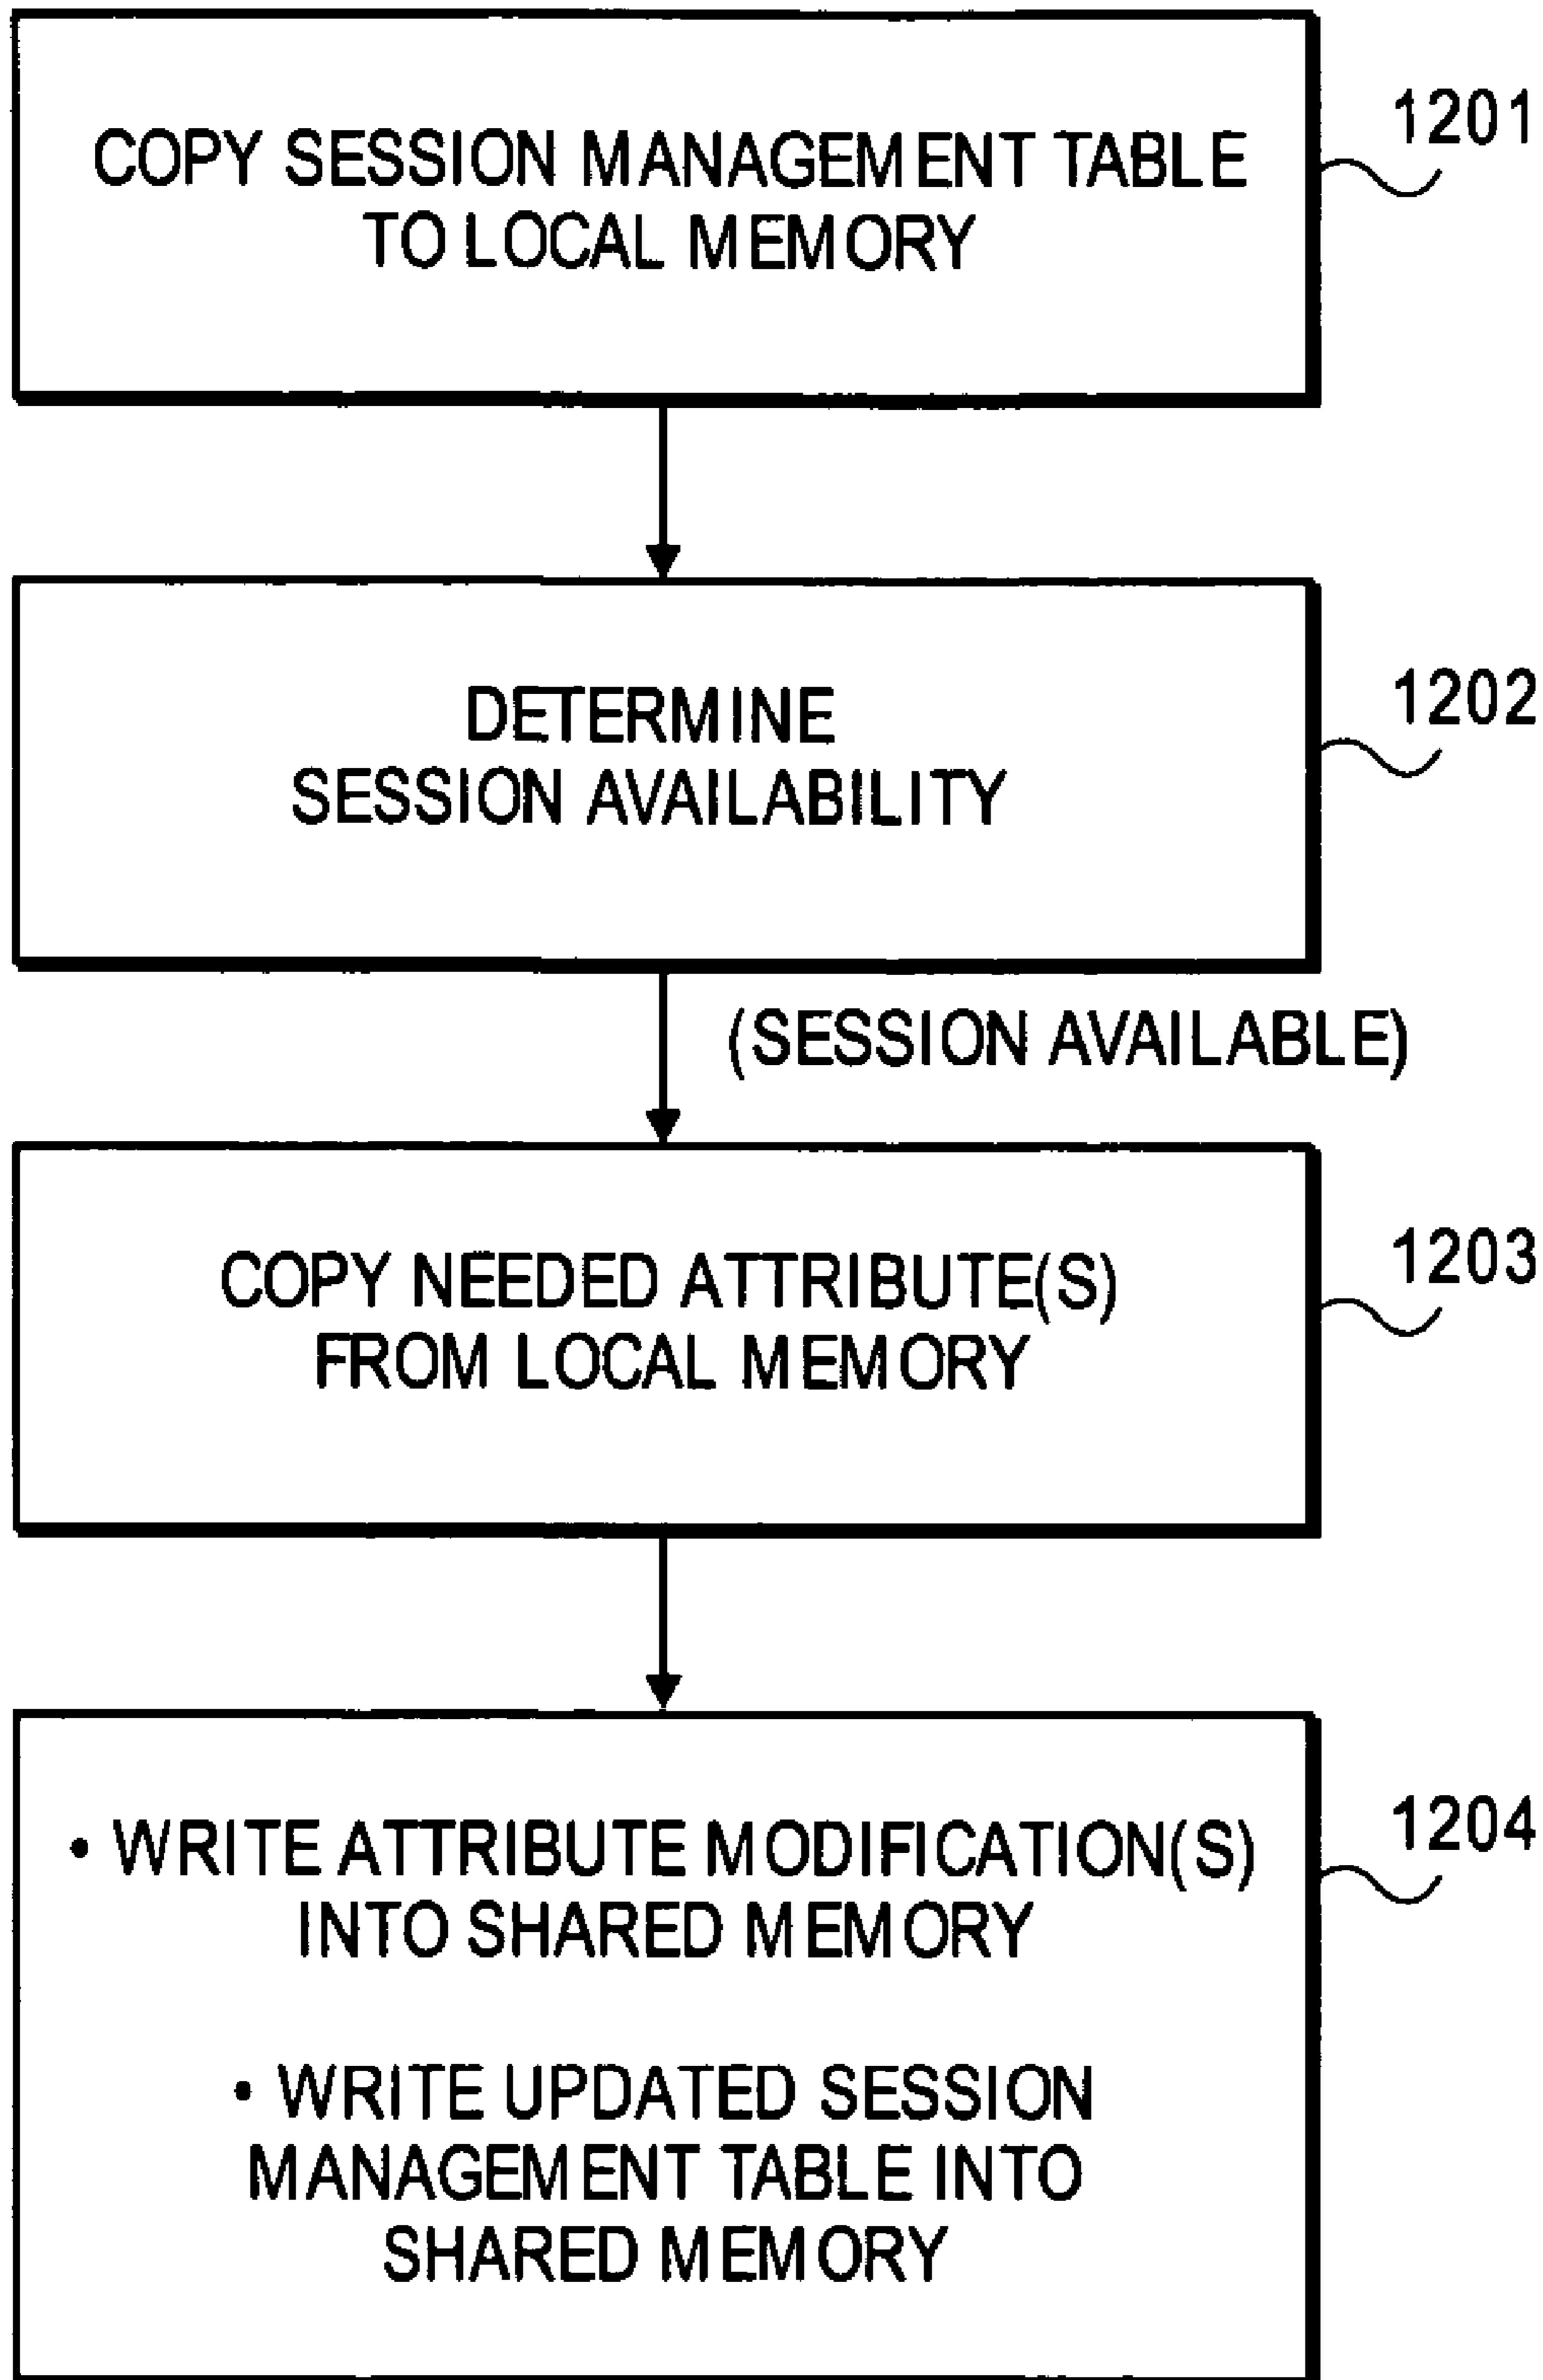 COPY SESSION MANAGEMENT TABLE
TO LOCAL MEMORY
1201
DETERMINE
SESSION AVAILABILITY
1202
(SESSION AVAILABLE)
COPY NEEDED ATTRIBUTE(S)
FROM LOCAL MEMORY
1203
• WRITE ATTRIBUTE MODIFICATION(S)
INTO SHARED MEMORY
• WRITE UPDATED SESSION
MANAGEMENT TABLE INTO
SHARED MEMORY
1204